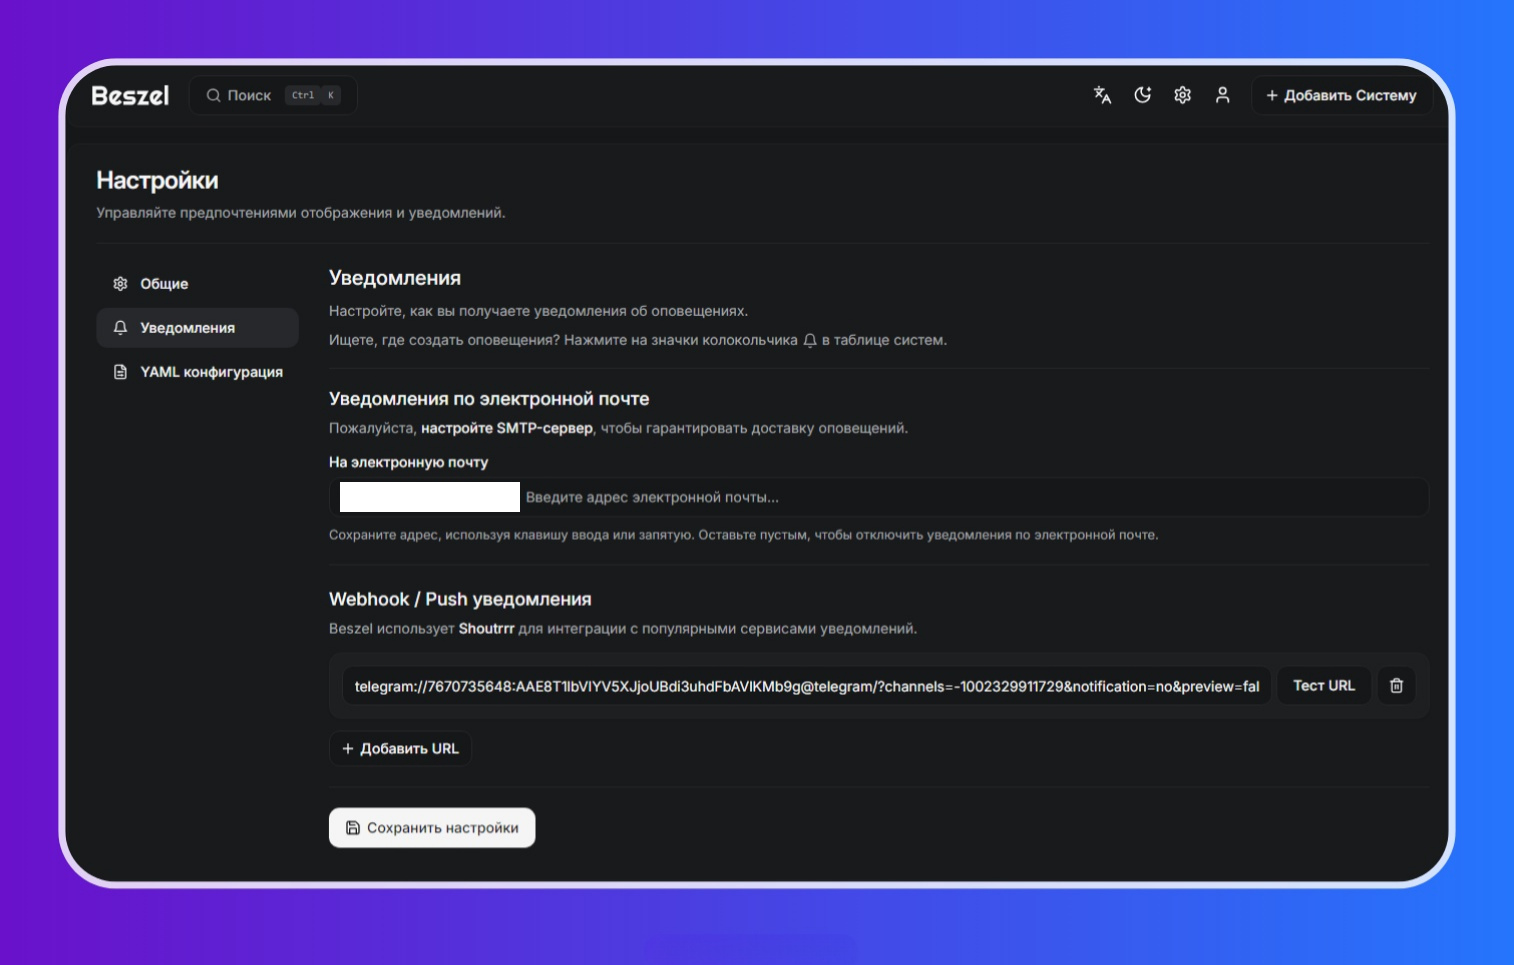 Beszel
Поиск Ctrl K
Добавить Систему
Настройки
Управляйте предпочтениями отображения и уведомлений.
Общие
Уведомления
YAML конфигурация
Уведомления
Настройте, как вы получаете уведомления об оповещениях.
Ищете, где создать оповещения? Нажмите на значки колокольчика в таблице систем.
Уведомления по электронной почте
Пожалуйста, настройте SMTP-сервер, чтобы гарантировать доставку оповещений.
На электронную почту
Введите адрес электронной почты...
Сохраните адрес, используя клавишу ввода или запятую. Оставьте пустым, чтобы отключить уведомления по электронной почте.
Webhook / Push уведомления
Beszel использует Shoutrrr для интеграции с популярными сервисами уведомлений.
telegram://7670735648:AAE8T1lbVIYV5XJjoUBdi3uhdFbAVIKMb9g@telegram/?channels=-1002329911729&notification=no&preview=fal
Тест URL
Добавить URL
Сохранить настройки